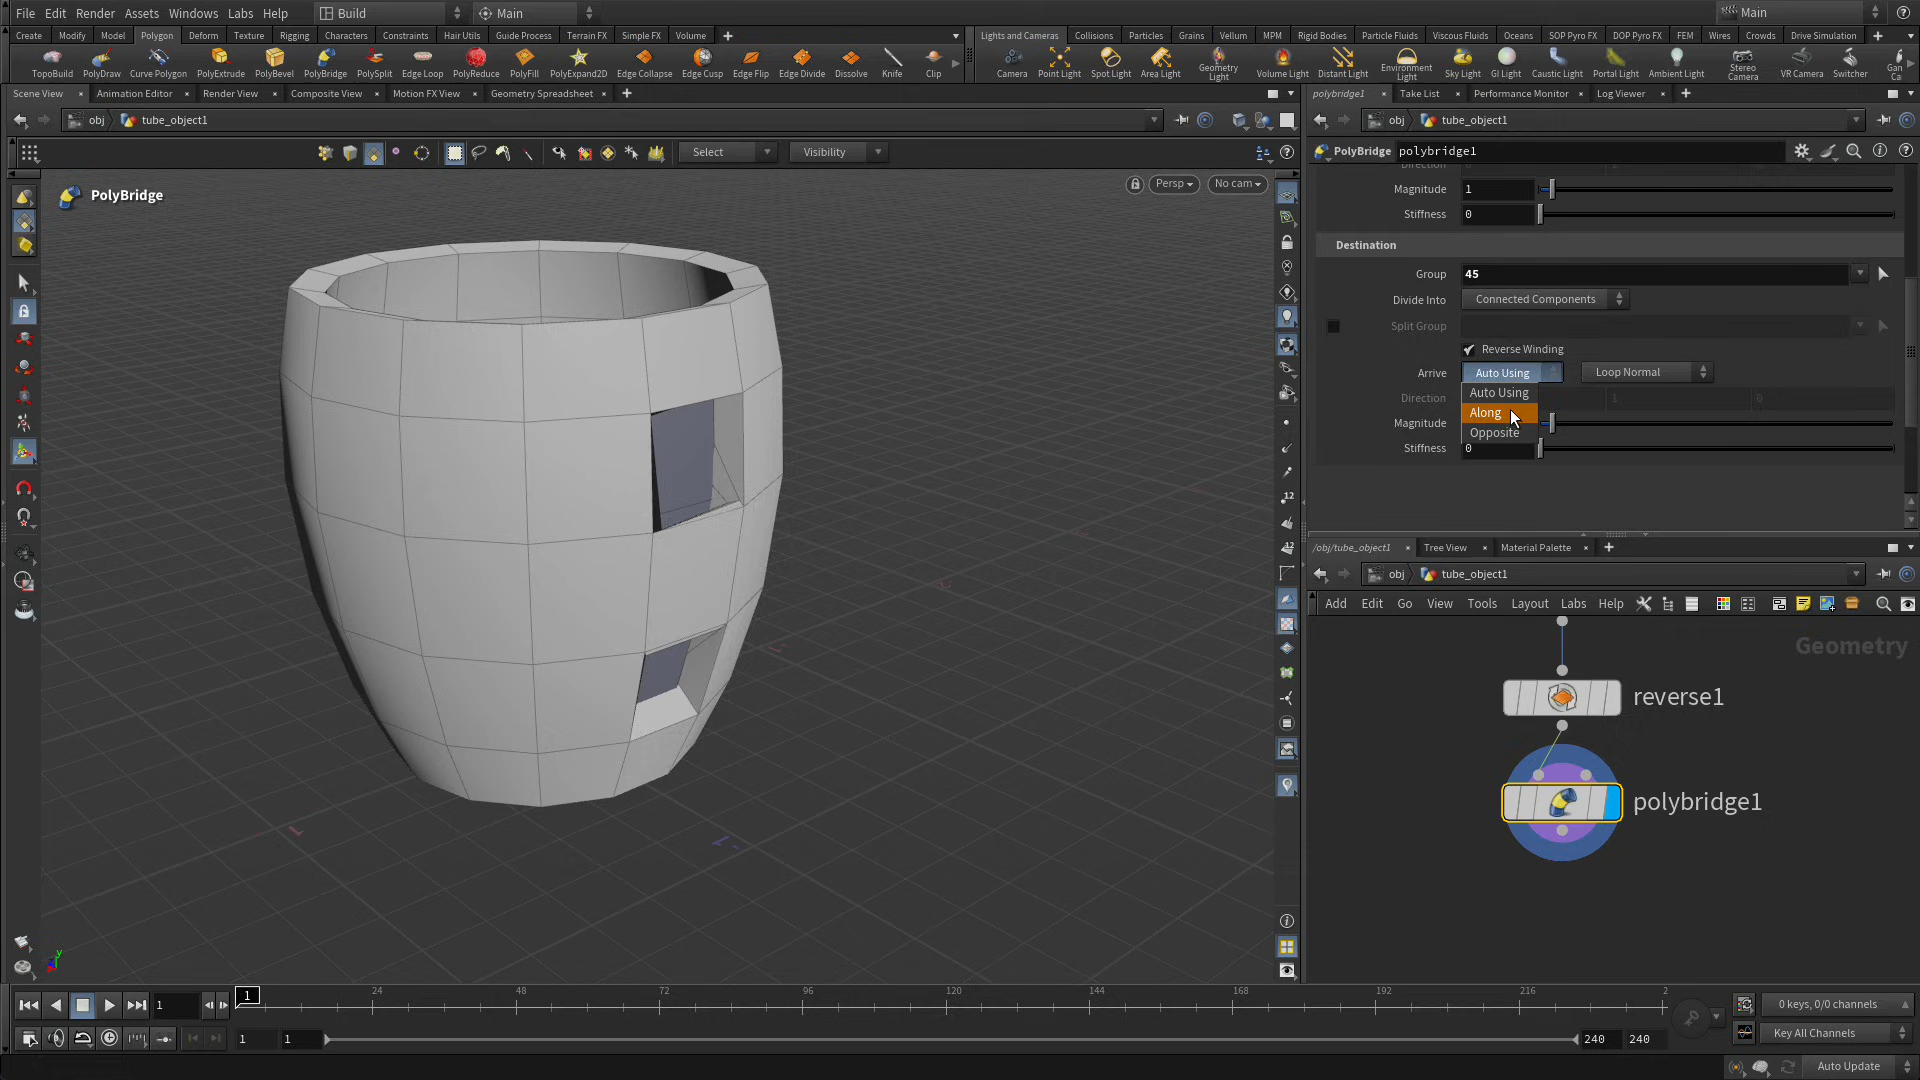 File Edit Render Assets Windows Labs Help Build Main Main
Create Modify Model Polygon Deform Texture Rigging Characters Constraints Hair Utils Guide Process Terrain FX Simple FX Volume
Lights and Cameras Collisions Particles Grains Vellum MPM Rigid Bodies Particle Fluids Viscous Fluids Oceans SOP Pyro FX DOP Pyro FX FEM Wires Crowds Drive Simulation
TopoBuild PolyDraw Curve Polygon PolyExtrude PolyBevel PolyBridge PolySplit Edge Loop PolyReduce PolyFill PolyExpand2D Edge Collapse Edge Cusp Edge Flip Edge Divide Dissolve Knife Clip
Camera Point Light Spot Light Area Light Geometry Light Volume Light Distant Light Environment Light Sky Light GI Light Caustic Light Portal Light Ambient Light Stereo Camera VR Camera Switcher Gan Ca
Scene View Animation Editor Render View Composite View Motion FX View Geometry Spreadsheet
polybridge1 Take List Performance Monitor Log Viewer
obj tube_object1
obj tube_object1
Select Visibility
PolyBridge polybridge1
PolyBridge
Persp No cam
Direction
Magnitude 1
Stiffness 0
Destination
Group 45
Divide Into Connected Components
Split Group
Reverse Winding
Arrive Auto Using Loop Normal
Auto Using
Direction 1 0
Along
Magnitude
Opposite
Stiffness 0
12
12
/obj/tube_object1 Tree View Material Palette
obj tube_object1
Add Edit Go View Tools Layout Labs Help
Geometry
reverse1
polybridge1
y
1 1 24 48 72 96 120 144 168 192 216 2
0 keys, 0/0 channels
1 1 240 240 Key All Channels
Auto Update